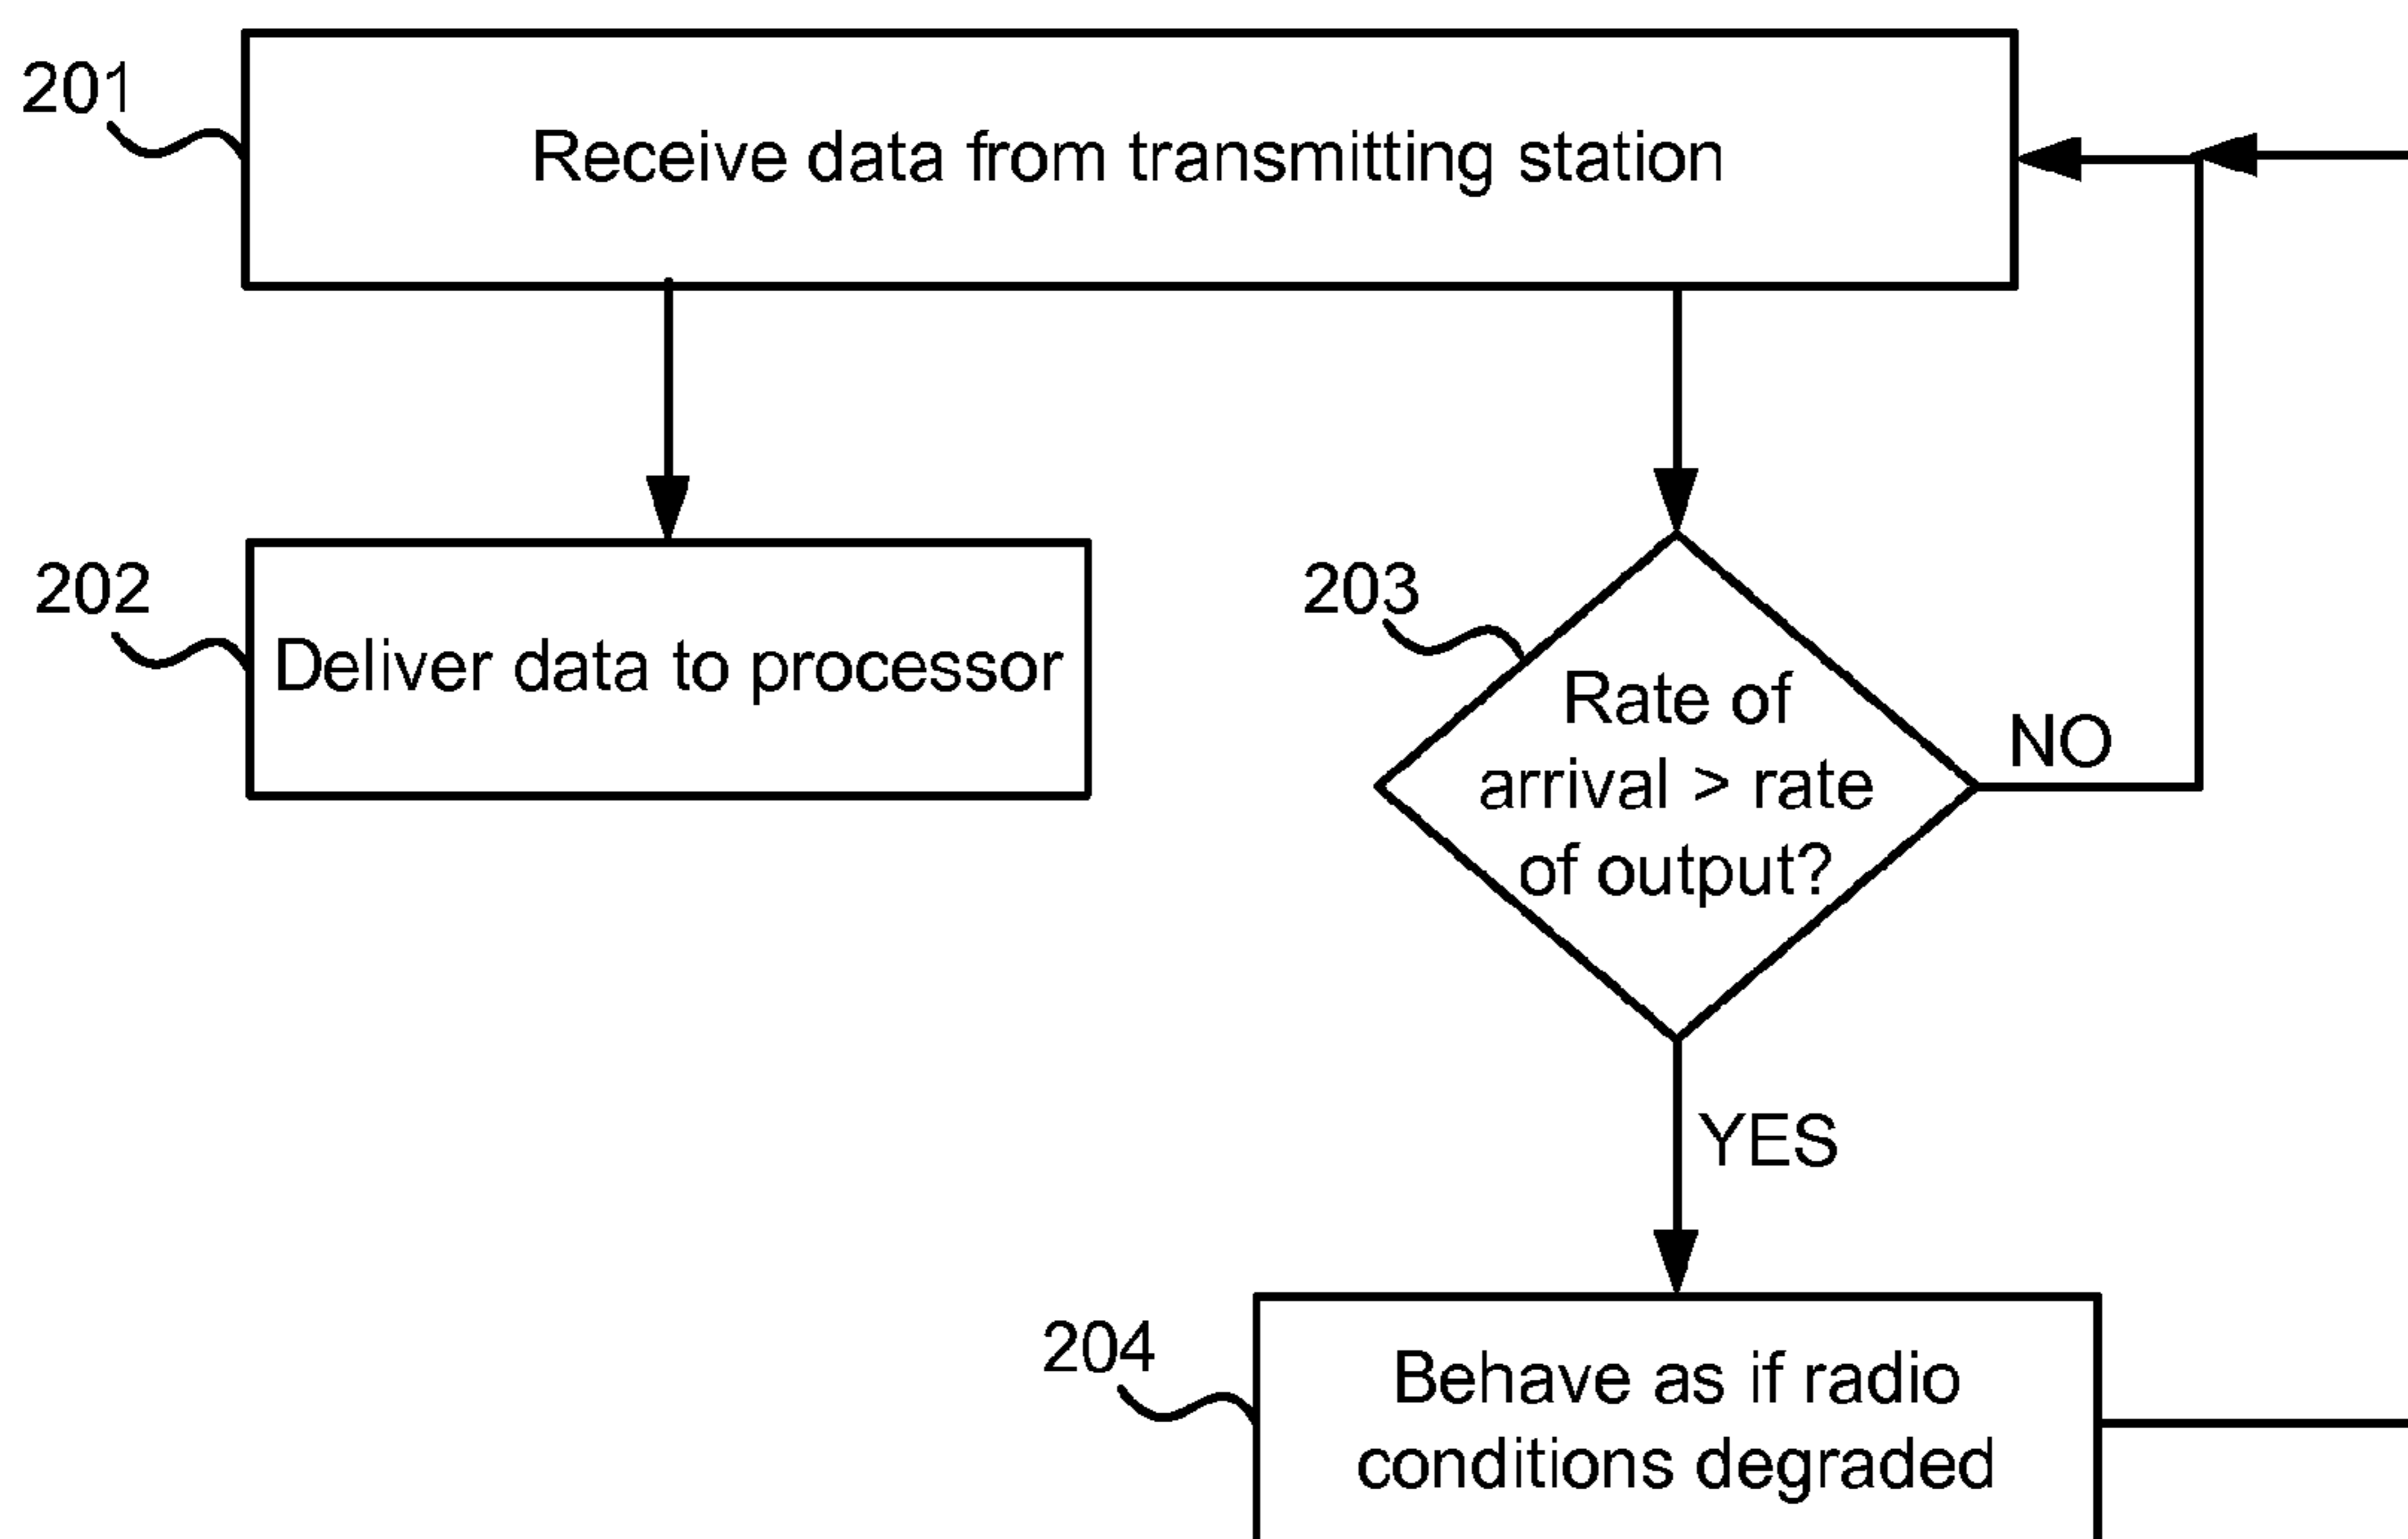 201
Receive data from transmitting station
202
Deliver data to processor
203
Rate of
arrival > rate
of output?
NO
YES
204
Behave as if radio
conditions degraded